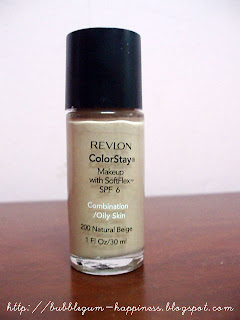 REVLON
ColorStay®
Makeup
with SoftFlex™
SPF 6
Combination
/Oily Skin
200 Natural Beige
1 Fl Oz/30 ml
http://bubblegum-happiness.blogspot.com